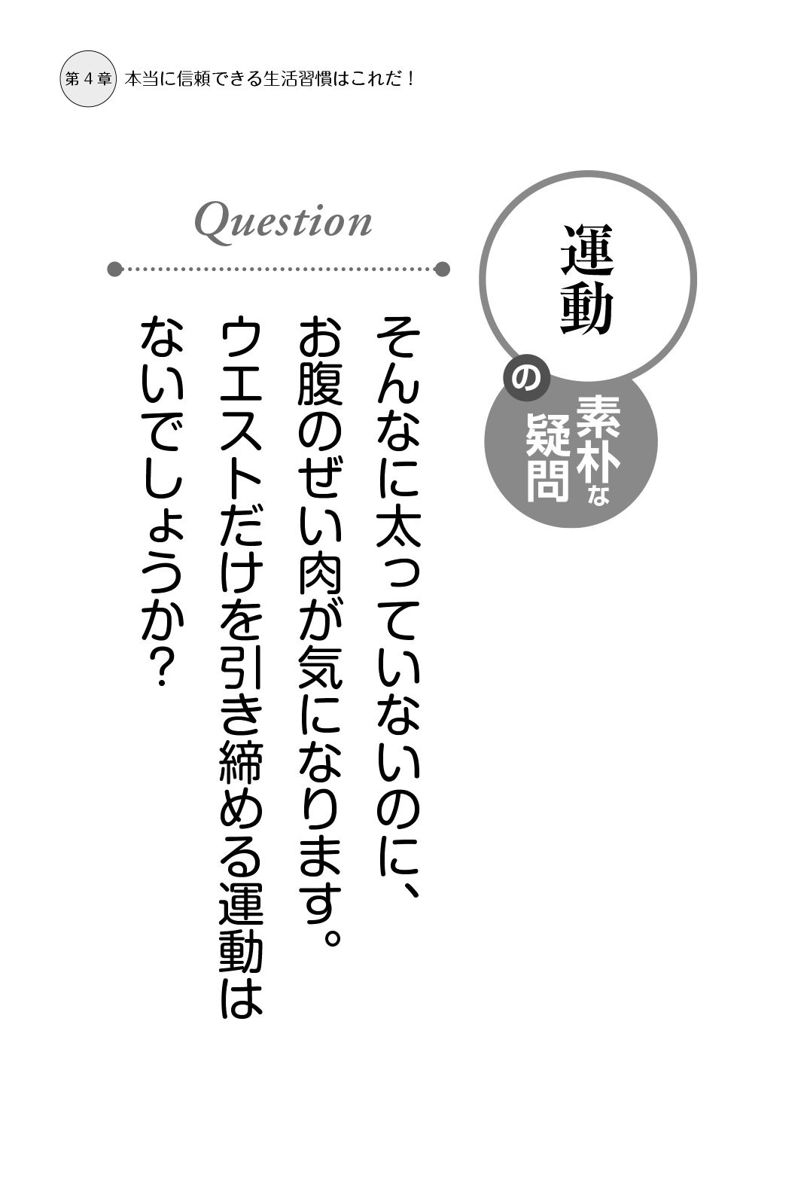 第4章 本当に信頼できる生活習慣はこれだ！
運動
の
素朴な
疑問
Question
そんなに太っていないのに、
お腹のぜい肉が気になります。
ウエストだけを引き締める運動は
ないでしょうか？